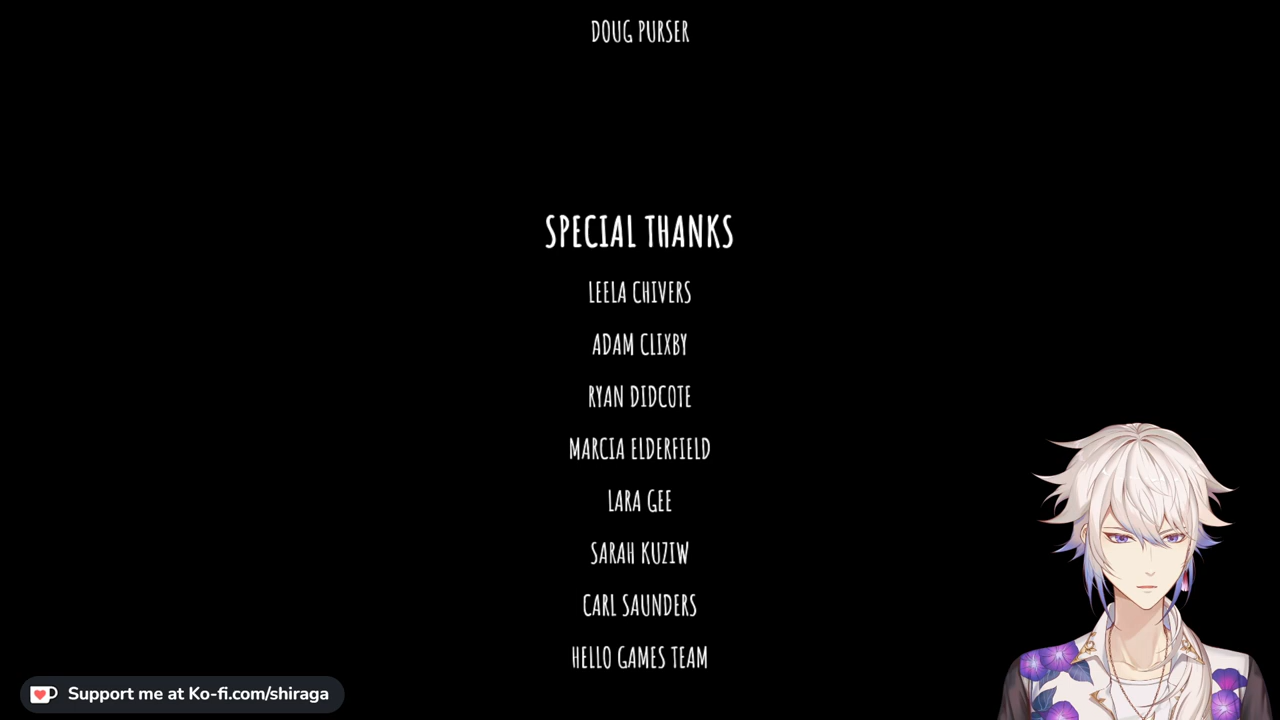 DOUG PURSER
SPECIAL THANKS
LEELA CHIVERS
ADAM CLIXBY
RYAN DIDCOTE
MARCIA ELDERFIELD
LARA GEE
SARAH KUZIW
CARL SAUNDERS
HELLO GAMES TEAM
Support me at Ko-fi.com/shiraga